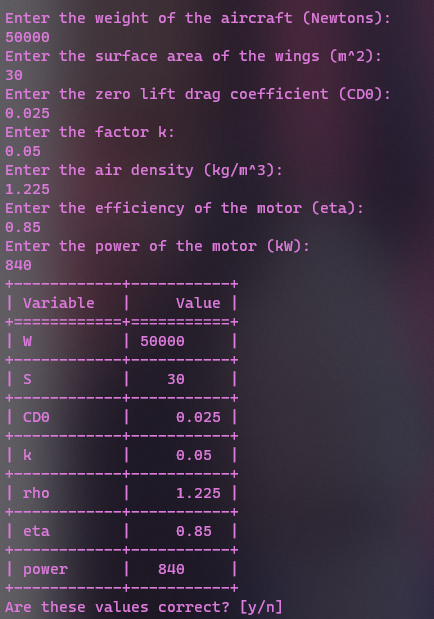 Enter the weight of the aircraft (Newtons):
50000
Enter the surface area of the wings (m^2):
30
Enter the zero lift drag coefficient (CD0):
0.025
Enter the factor k:
0.05
Enter the air density (kg/m^3):
1.225
Enter the efficiency of the motor (eta):
0.85
Enter the power of the motor (kW):
840
+------------+-----------+
| Variable   |     Value |
+============+===========+
| W          | 50000     |
+------------+-----------+
| S          |    30     |
+------------+-----------+
| CD0        |     0.025 |
+------------+-----------+
| k          |     0.05  |
+------------+-----------+
| rho        |     1.225 |
+------------+-----------+
| eta        |     0.85  |
+------------+-----------+
| power      |   840     |
+------------+-----------+
Are these values correct? [y/n]